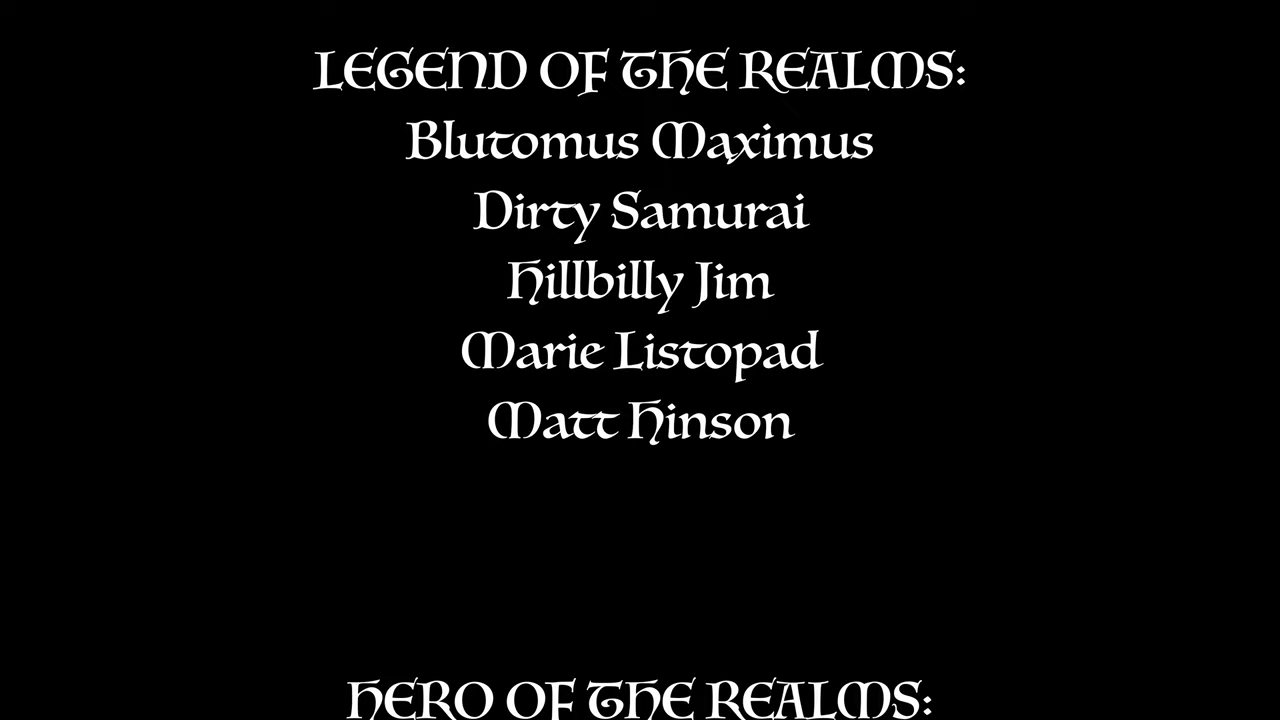 LEGEND OF THE REALMS:
Blutomus Maximus
Dirty Samurai
Hillbilly Jim
Marie Listopad
Matt Hinson
HERO OF THE REALMS: